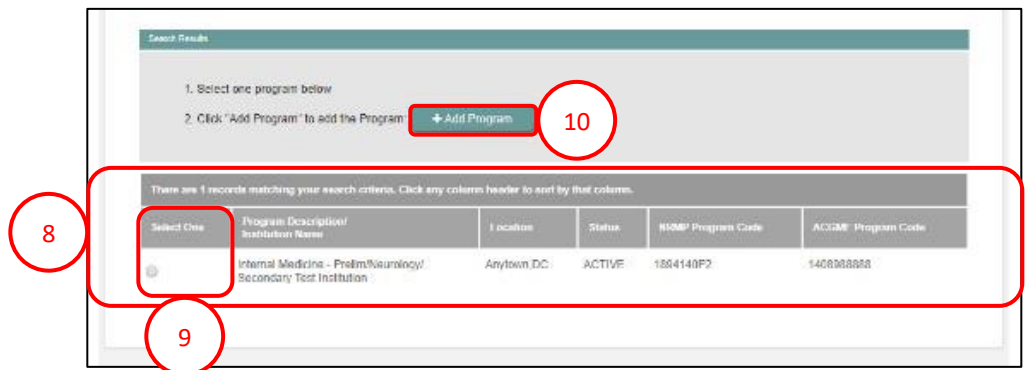 Search Results
1. Select one program below
2. Click "Add Program" to add the Program: + Add Program
10
There are 1 records matching your search criteria. Click any column header to sort by that column.
8
Select One Program Description/ Location Status NRMP Program Code ACGME Program Code
Institution Name
Internal Medicine - Prelim/Neurology/ Anytown,DC ACTIVE 1894140P2 1408988888
Secondary Test Institution
9